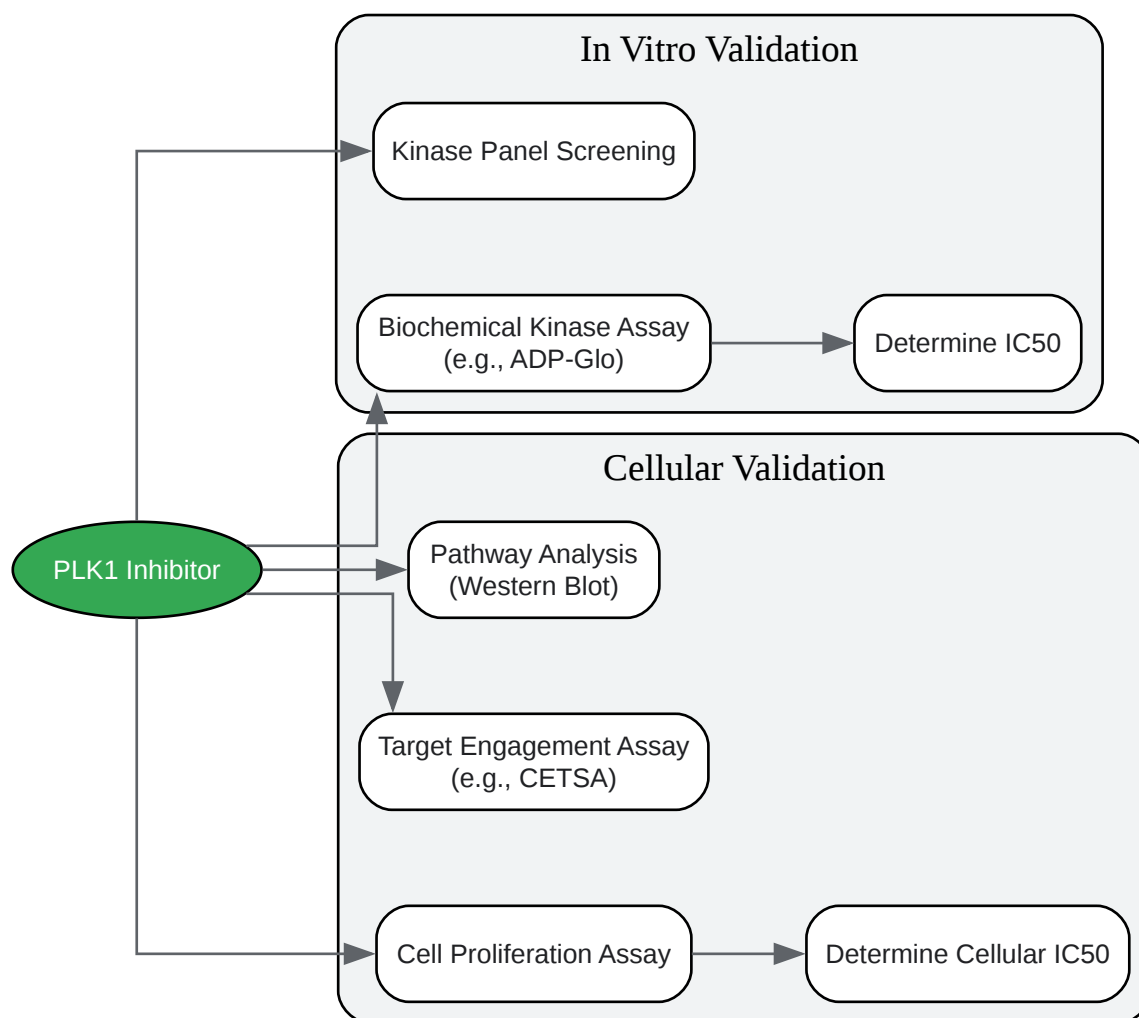 In Vitro Validation
Kinase Panel Screening
Biochemical Kinase Assay
(e.g., ADP-Glo)
Determine IC50
Cellular Validation
PLK1 Inhibitor
Pathway Analysis
(Western Blot)
Target Engagement Assay
(e.g., CETSA)
Cell Proliferation Assay
Determine Cellular IC50